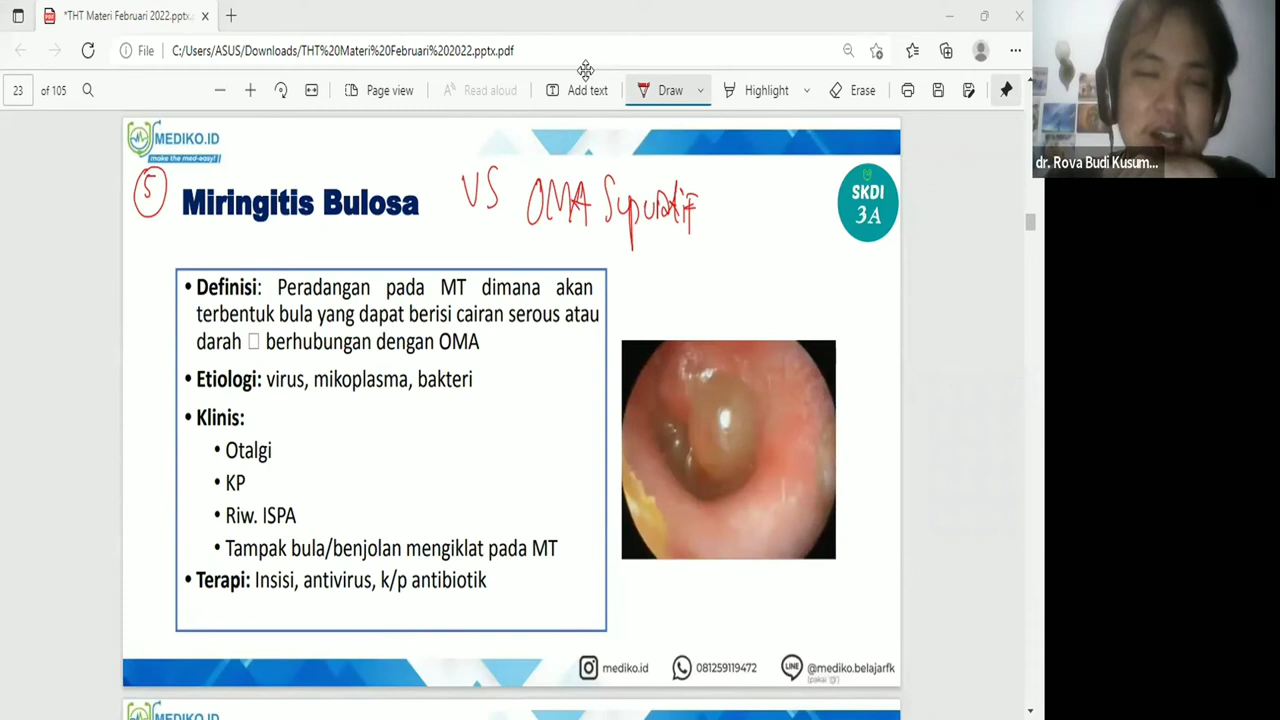 *THT Materi Februari 2022.pptx.p
File C:/Users/ASUS/Downloads/THT%20Materi%20Februari%202022.pptx.pdf
23 of 105 Page view Read aloud Add text Draw Highlight Erase
MEDIKO.ID
make the med-easy!
5 Miringitis Bulosa VS OMA Supuratif
SKDI
3A
• Definisi: Peradangan pada MT dimana akan
terbentuk bula yang dapat berisi cairan serous atau
darah □ berhubungan dengan OMA
• Etiologi: virus, mikoplasma, bakteri
• Klinis:
• Otalgi
• KP
• Riw. ISPA
• Tampak bula/benjolan mengiklat pada MT
• Terapi: Insisi, antivirus, k/p antibiotik
mediko.id 081259119472 @mediko.belajarfk
(pakai "@")
MEDIKO.ID
dr. Rova Budi Kusum...